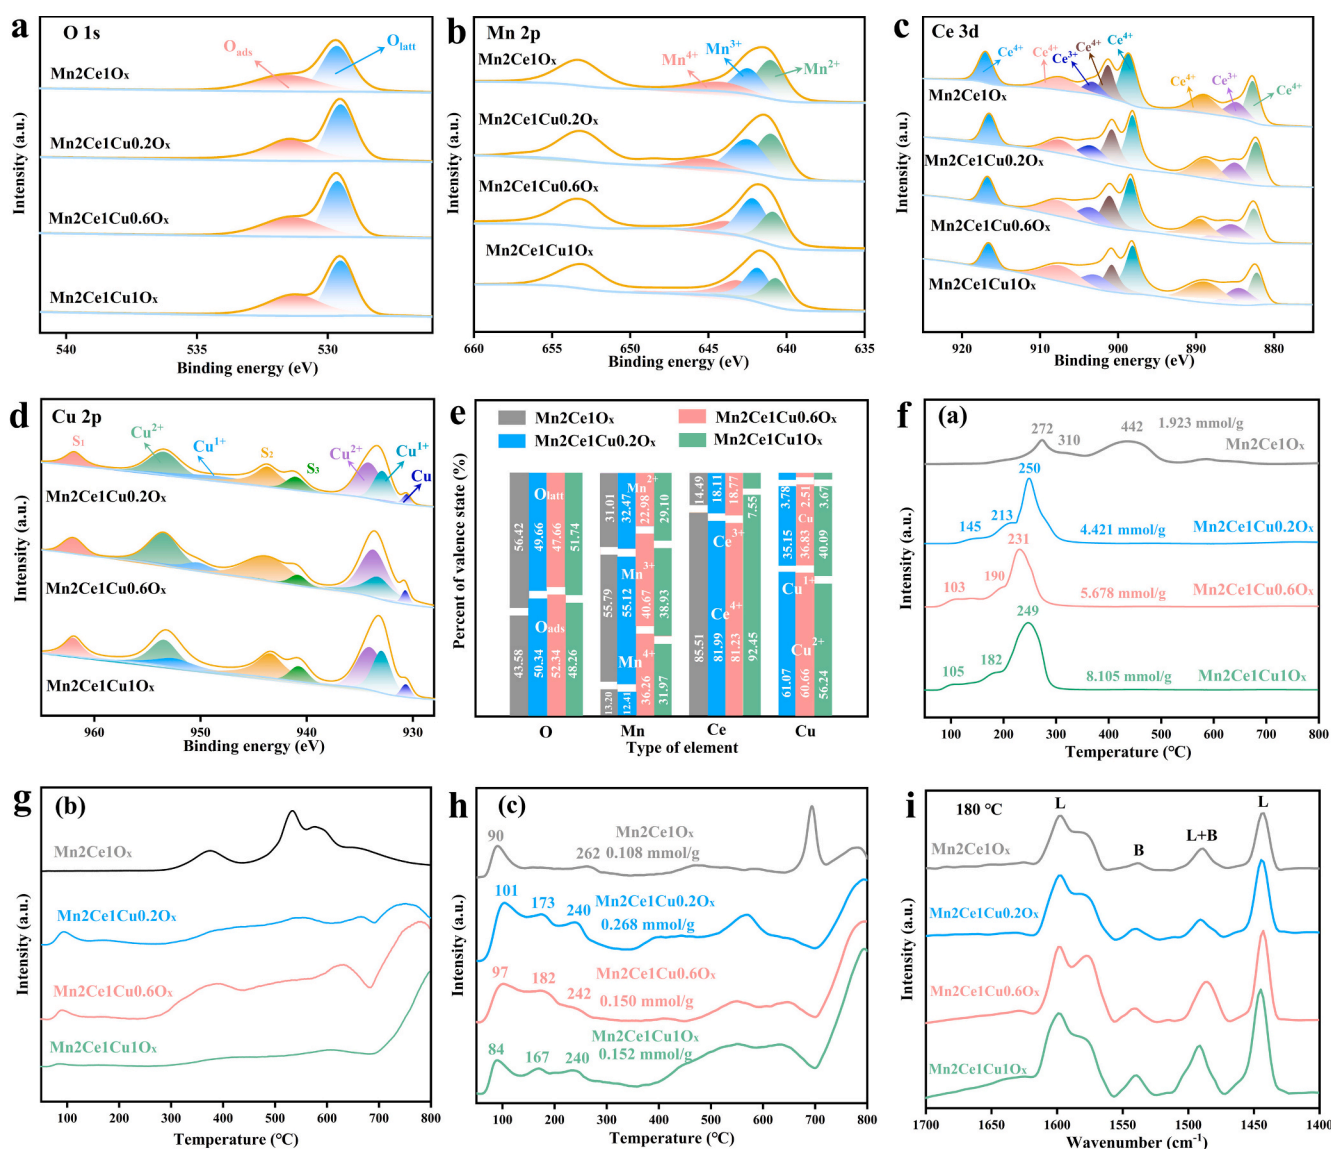 a
O 1s
Oads
Olatt
Mn2Ce1Ox
Mn2Ce1Cu0.2Ox
Mn2Ce1Cu0.6Ox
Mn2Ce1Cu1Ox
Intensity (a.u.)
540 535 530
Binding energy (eV)
b
Mn 2p
Mn4+
Mn3+
Mn2+
Mn2Ce1Ox
Mn2Ce1Cu0.2Ox
Mn2Ce1Cu0.6Ox
Mn2Ce1Cu1Ox
Intensity (a.u.)
660 655 650 645 640 635
Binding energy (eV)
c
Ce 3d
Ce4+
Ce4+
Ce3+
Ce4+
Ce4+
Ce4+
Ce3+
Ce4+
Mn2Ce1Ox
Mn2Ce1Cu0.2Ox
Mn2Ce1Cu0.6Ox
Mn2Ce1Cu1Ox
Intensity (a.u.)
920 910 900 890 880
Binding energy (eV)
d
Cu 2p
S1
Cu2+
Cu1+
S2
S3
Cu2+
Cu1+
Cu
Mn2Ce1Cu0.2Ox
Mn2Ce1Cu0.6Ox
Mn2Ce1Cu1Ox
Intensity (a.u.)
960 950 940 930
Binding energy (eV)
e
Mn2Ce1Ox
Mn2Ce1Cu0.6Ox
Mn2Ce1Cu0.2Ox
Mn2Ce1Cu1Ox
Percent of valence state (%)
56.42 49.66 47.66 51.74
Olatt
43.58 50.34 52.34 48.26
Oads
31.01 32.47 22.98 29.10
Mn2+
55.79 55.12 40.67 38.93
Mn3+
13.20 12.41 36.26 31.97
Mn4+
14.49 18.11 18.77 7.55
Ce3+
85.51 81.99 81.23 92.45
Ce4+
3.78 2.51 3.67
Cu
35.15 36.83 40.09
Cu1+
61.07 60.66 56.24
Cu2+
O Mn Ce Cu
Type of element
f
(a)
272
310
442
1.923 mmol/g
Mn2Ce1Ox
145
213
250
4.421 mmol/g
Mn2Ce1Cu0.2Ox
103
190
231
5.678 mmol/g
Mn2Ce1Cu0.6Ox
105
182
249
8.105 mmol/g
Mn2Ce1Cu1Ox
Intensity (a.u.)
100 200 300 400 500 600 700 800
Temperature (℃)
g
(b)
Mn2Ce1Ox
Mn2Ce1Cu0.2Ox
Mn2Ce1Cu0.6Ox
Mn2Ce1Cu1Ox
Intensity (a.u.)
100 200 300 400 500 600 700 800
Temperature (℃)
h
(c)
90
Mn2Ce1Ox
262 0.108 mmol/g
101
173
240
Mn2Ce1Cu0.2Ox
0.268 mmol/g
97
182
242
Mn2Ce1Cu0.6Ox
0.150 mmol/g
84
167
240
Mn2Ce1Cu1Ox
0.152 mmol/g
Intensity (a.u.)
100 200 300 400 500 600 700 800
Temperature (℃)
i
180 ℃
L
B
L+B
L
Mn2Ce1Ox
Mn2Ce1Cu0.2Ox
Mn2Ce1Cu0.6Ox
Mn2Ce1Cu1Ox
Intensity (a.u.)
1700 1650 1600 1550 1500 1450 1400
Wavenumber (cm-1)